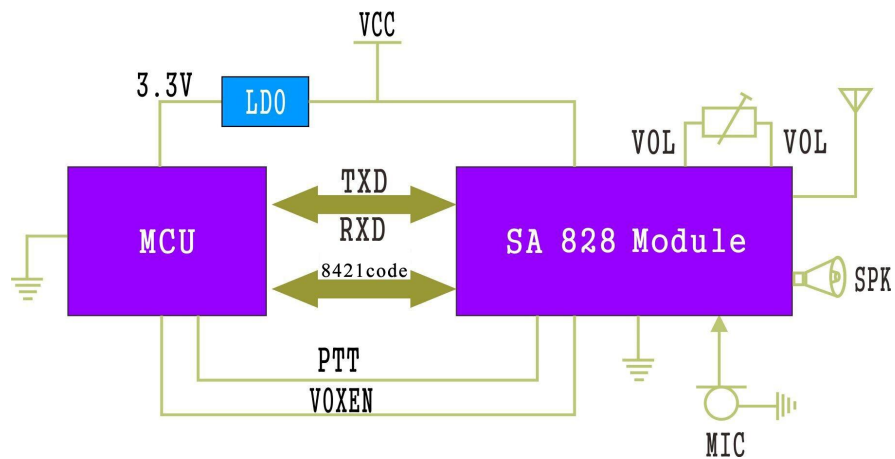 VCC
3.3V
LDO
VOL VOL
TXD
MCU
RXD
SA 828 Module
8421code
SPK
PTT
VOXEN
MIC